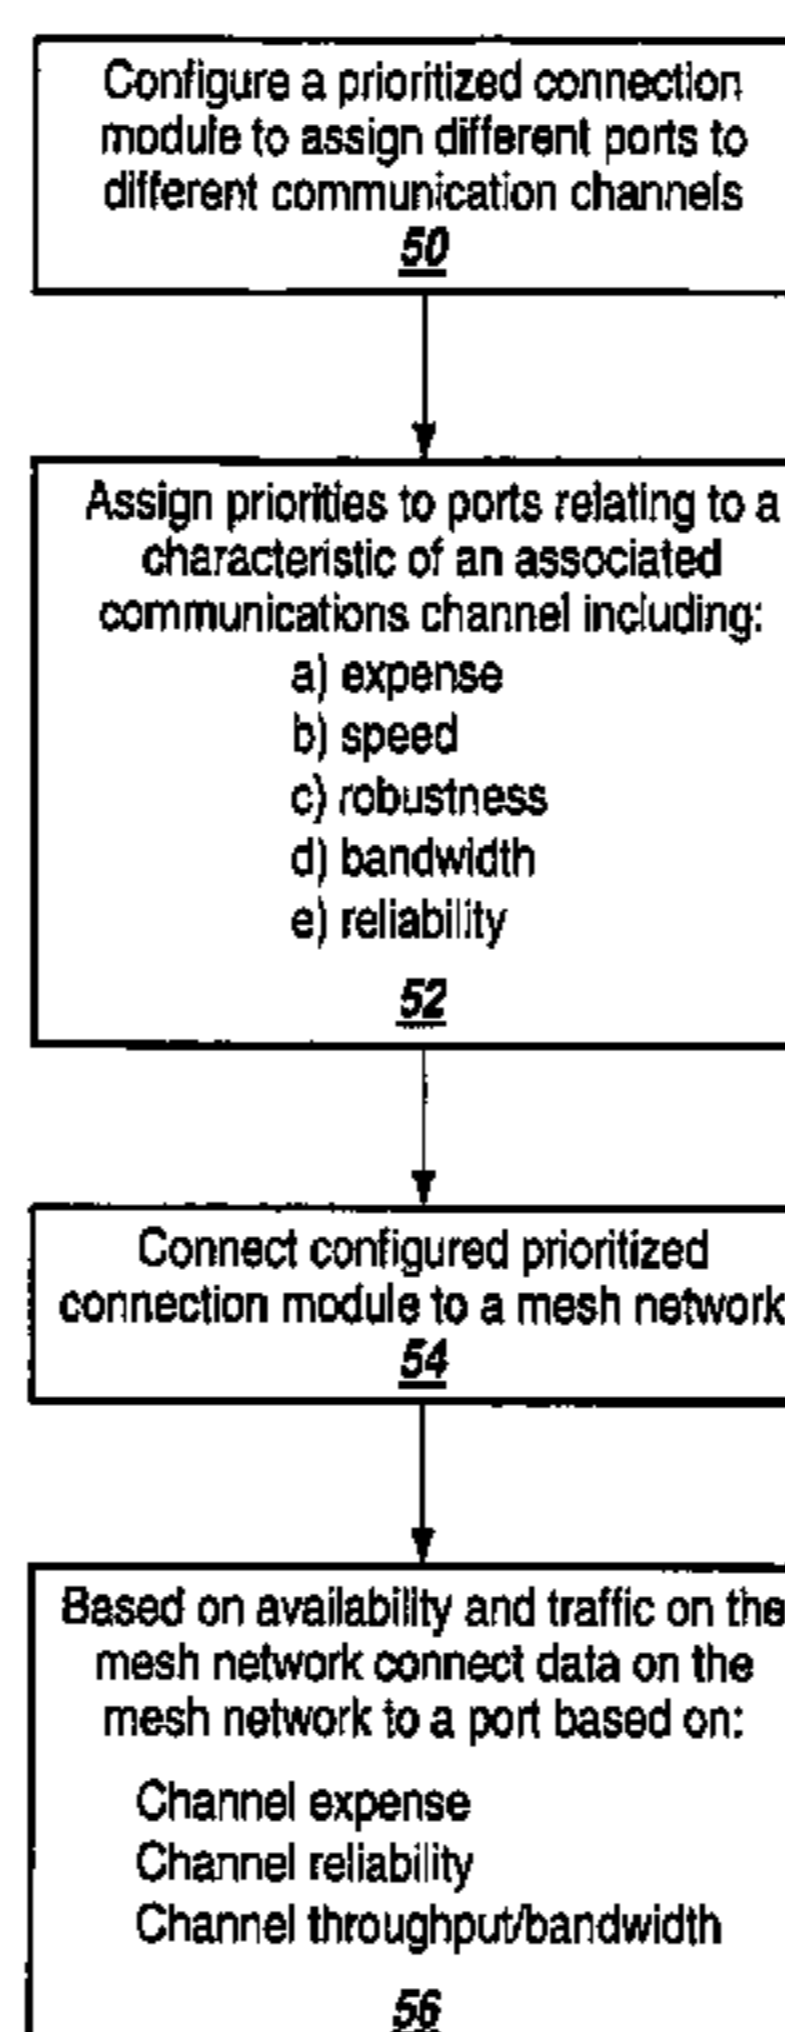 Configure a prioritized connection
module to assign different ports to
different communication channels
50
Assign priorities to ports relating to a
characteristic of an associated
communications channel including:
a) expense
b) speed
c) robustness
d) bandwidth
e) reliability
52
Connect configured prioritized
connection module to a mesh network
54
Based on availability and traffic on the
mesh network connect data on the
mesh network to a port based on:
Channel expense
Channel reliability
Channel throughput/bandwidth
56